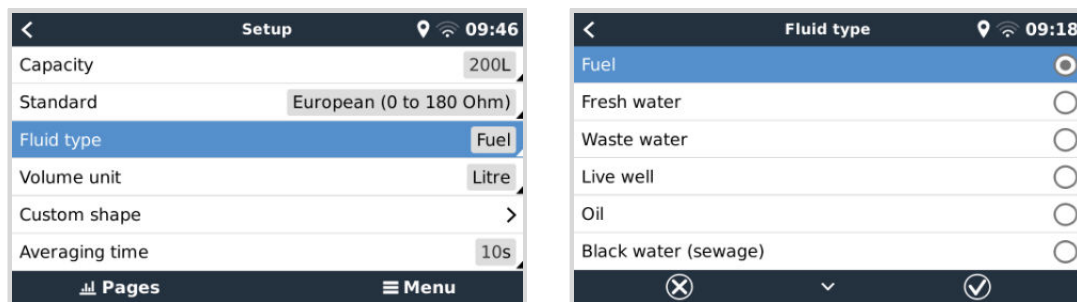 Setup 09:46
Capacity 200L
Standard European (0 to 180 Ohm)
Fluid type Fuel
Volume unit Litre
Custom shape
Averaging time 10s
Pages Menu
Fluid type 09:18
Fuel
Fresh water
Waste water
Live well
Oil
Black water (sewage)